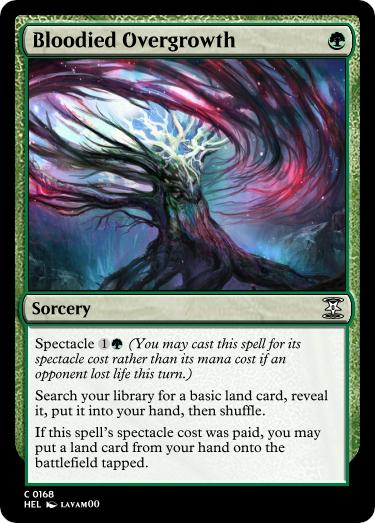 Bloodied Overgrowth
Sorcery
Spectacle 1 (You may cast this spell for its
spectacle cost rather than its mana cost if an
opponent lost life this turn.)
Search your library for a basic land card, reveal
it, put it into your hand, then shuffle.
If this spell's spectacle cost was paid, you may
put a land card from your hand onto the
battlefield tapped.
C 0168
HEL LAVAM00